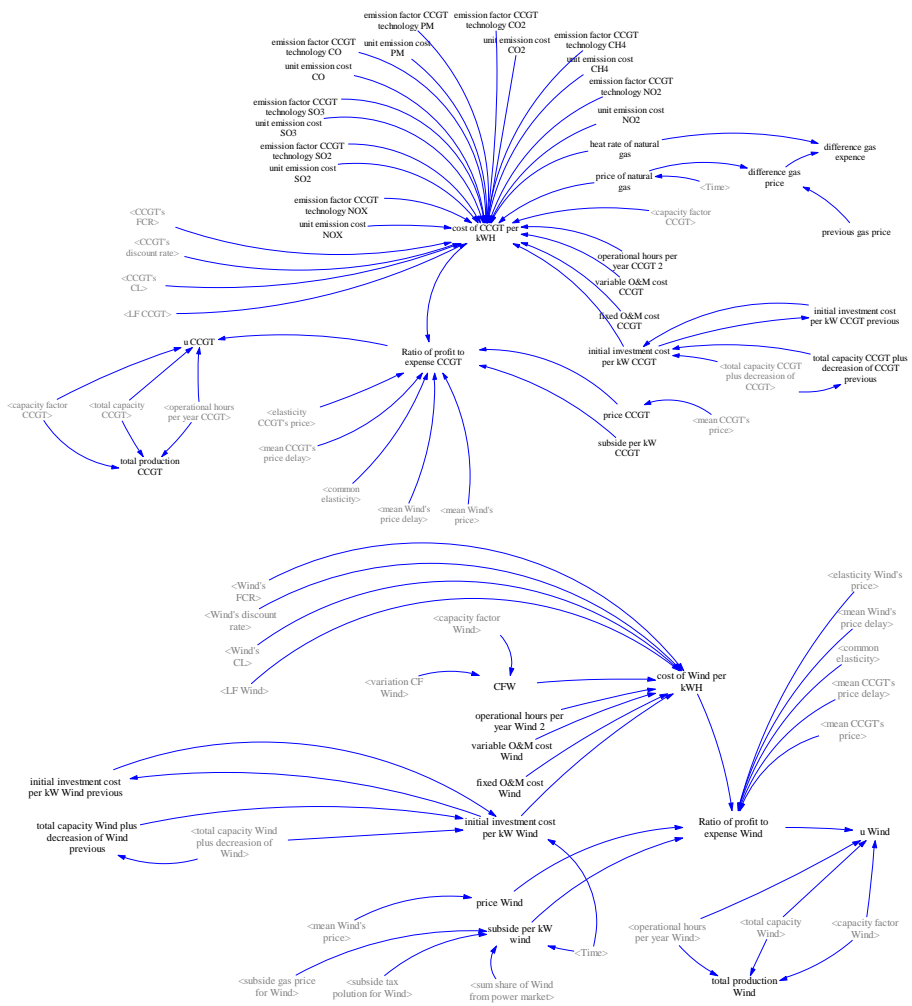 emission factor CCGT
technology PM
emission factor CCGT
technology CO2
emission factor CCGT
technology CO
unit emission cost
PM
unit emission cost
CO2
emission factor CCGT
technology CH4
unit emission cost
CO
unit emission cost
CH4
emission factor CCGT
technology NO2
emission factor CCGT
technology SO3
unit emission cost
NO2
unit emission cost
SO3
emission factor CCGT
technology SO2
heat rate of natural
gas
difference gas
expence
unit emission cost
SO2
price of natural
gas
<Time>
difference gas
price
emission factor CCGT
technology NOX
<CCGT's
FCR>
unit emission cost
NOX
cost of CCGT per
kWH
<capacity factor
CCGT>
previous gas price
<CCGT's
discount rate>
operational hours per
year CCGT 2
<CCGT's
CL>
variable O&M cost
CCGT
<LF CCGT>
fixed O&M cost
CCGT
initial investment cost
per kW CCGT previous
u CCGT
Ratio of profit to
expense CCGT
initial investment cost
per kW CCGT
<total capacity CCGT
plus decreasion of
CCGT>
total capacity CCGT plus
decreasion of CCGT
previous
<capacity factor
CCGT>
<total capacity
CCGT>
<operational hours
per year CCGT>
<elasticity
CCGT's price>
price CCGT
<mean CCGT's
price>
<mean CCGT's
price delay>
subside per kW
CCGT
total production
CCGT
<common
elasticity>
<mean Wind's
price delay>
<mean Wind's
price>
<Wind's
FCR>
<elasticity Wind's
price>
<Wind's discount
rate>
<capacity factor
Wind>
<mean Wind's
price delay>
<Wind's
CL>
<common
elasticity>
<LF Wind>
<variation CF
Wind>
CFW
cost of Wind per
kWH
<mean CCGT's
price delay>
operational hours per
year Wind 2
<mean CCGT's
price>
variable O&M cost
Wind
initial investment cost
per kW Wind previous
fixed O&M cost
Wind
total capacity Wind plus
decreasion of Wind
previous
<total capacity Wind
plus decreasion of
Wind>
initial investment cost
per kW Wind
Ratio of profit to
expense Wind
u Wind
price Wind
<mean Wind's
price>
subside per kW
wind
<Time>
<operational hours
per year Wind>
<total capacity
Wind>
<capacity factor
Wind>
<subside gas price
for Wind>
<subside tax
polution for Wind>
<sum share of Wind
from power market>
total production
Wind